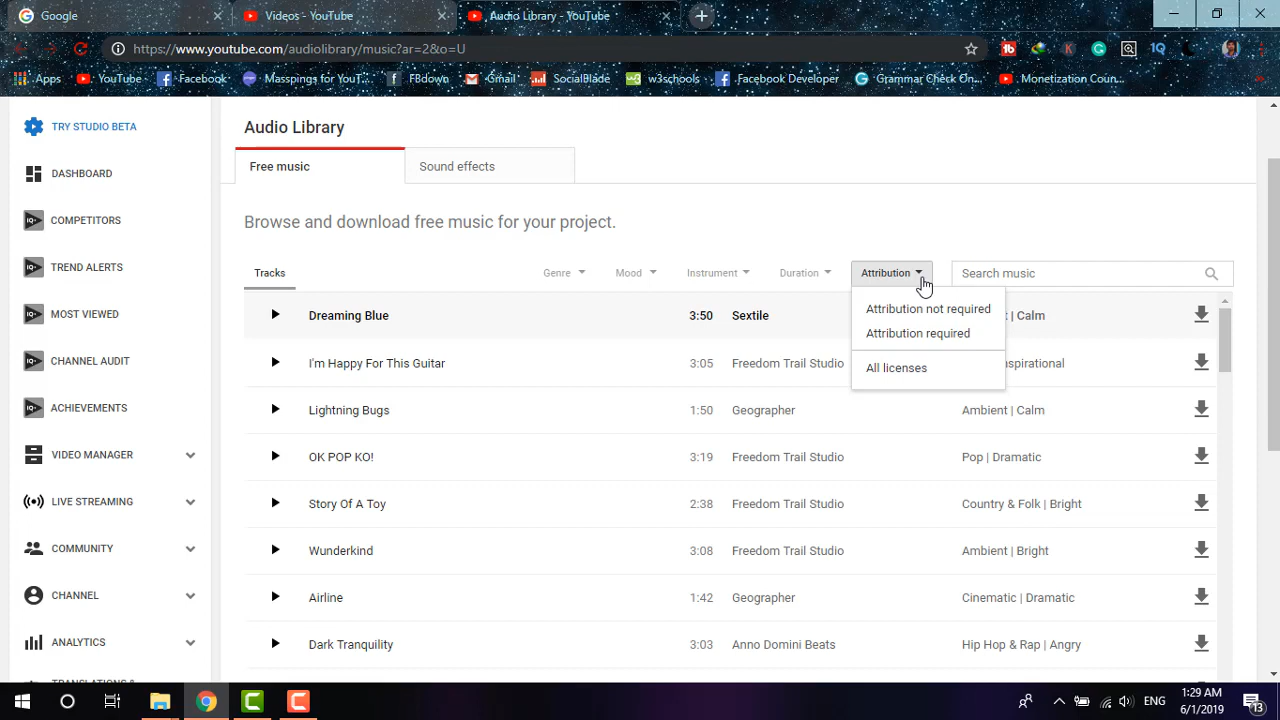 Google
Videos - YouTube
Audio Library - YouTube
https://www.youtube.com/audiolibrary/music?ar=2&o=U
Apps
YouTube
Facebook
Masspings for YouT...
FBdown
Gmail
SocialBlade
w3schools
Facebook Developer
Grammar Check On...
Monetization Coun...
TRY STUDIO BETA
DASHBOARD
COMPETITORS
TREND ALERTS
MOST VIEWED
CHANNEL AUDIT
ACHIEVEMENTS
VIDEO MANAGER
LIVE STREAMING
COMMUNITY
CHANNEL
ANALYTICS
Audio Library
Free music
Sound effects
Browse and download free music for your project.
Tracks Genre Mood Instrument Duration Attribution Search music
Attribution not required
Attribution required
All licenses
Dreaming Blue 3:50 Sextile | Calm
I'm Happy For This Guitar 3:05 Freedom Trail Studio
Lightning Bugs 1:50 Geographer Ambient | Calm
OK POP KO! 3:19 Freedom Trail Studio Pop | Dramatic
Story Of A Toy 2:38 Freedom Trail Studio Country & Folk | Bright
Wunderkind 3:08 Freedom Trail Studio Ambient | Bright
Airline 1:42 Geographer Cinematic | Dramatic
Dark Tranquility 3:03 Anno Domini Beats Hip Hop & Rap | Angry
ENG
1:29 AM
6/1/2019
13